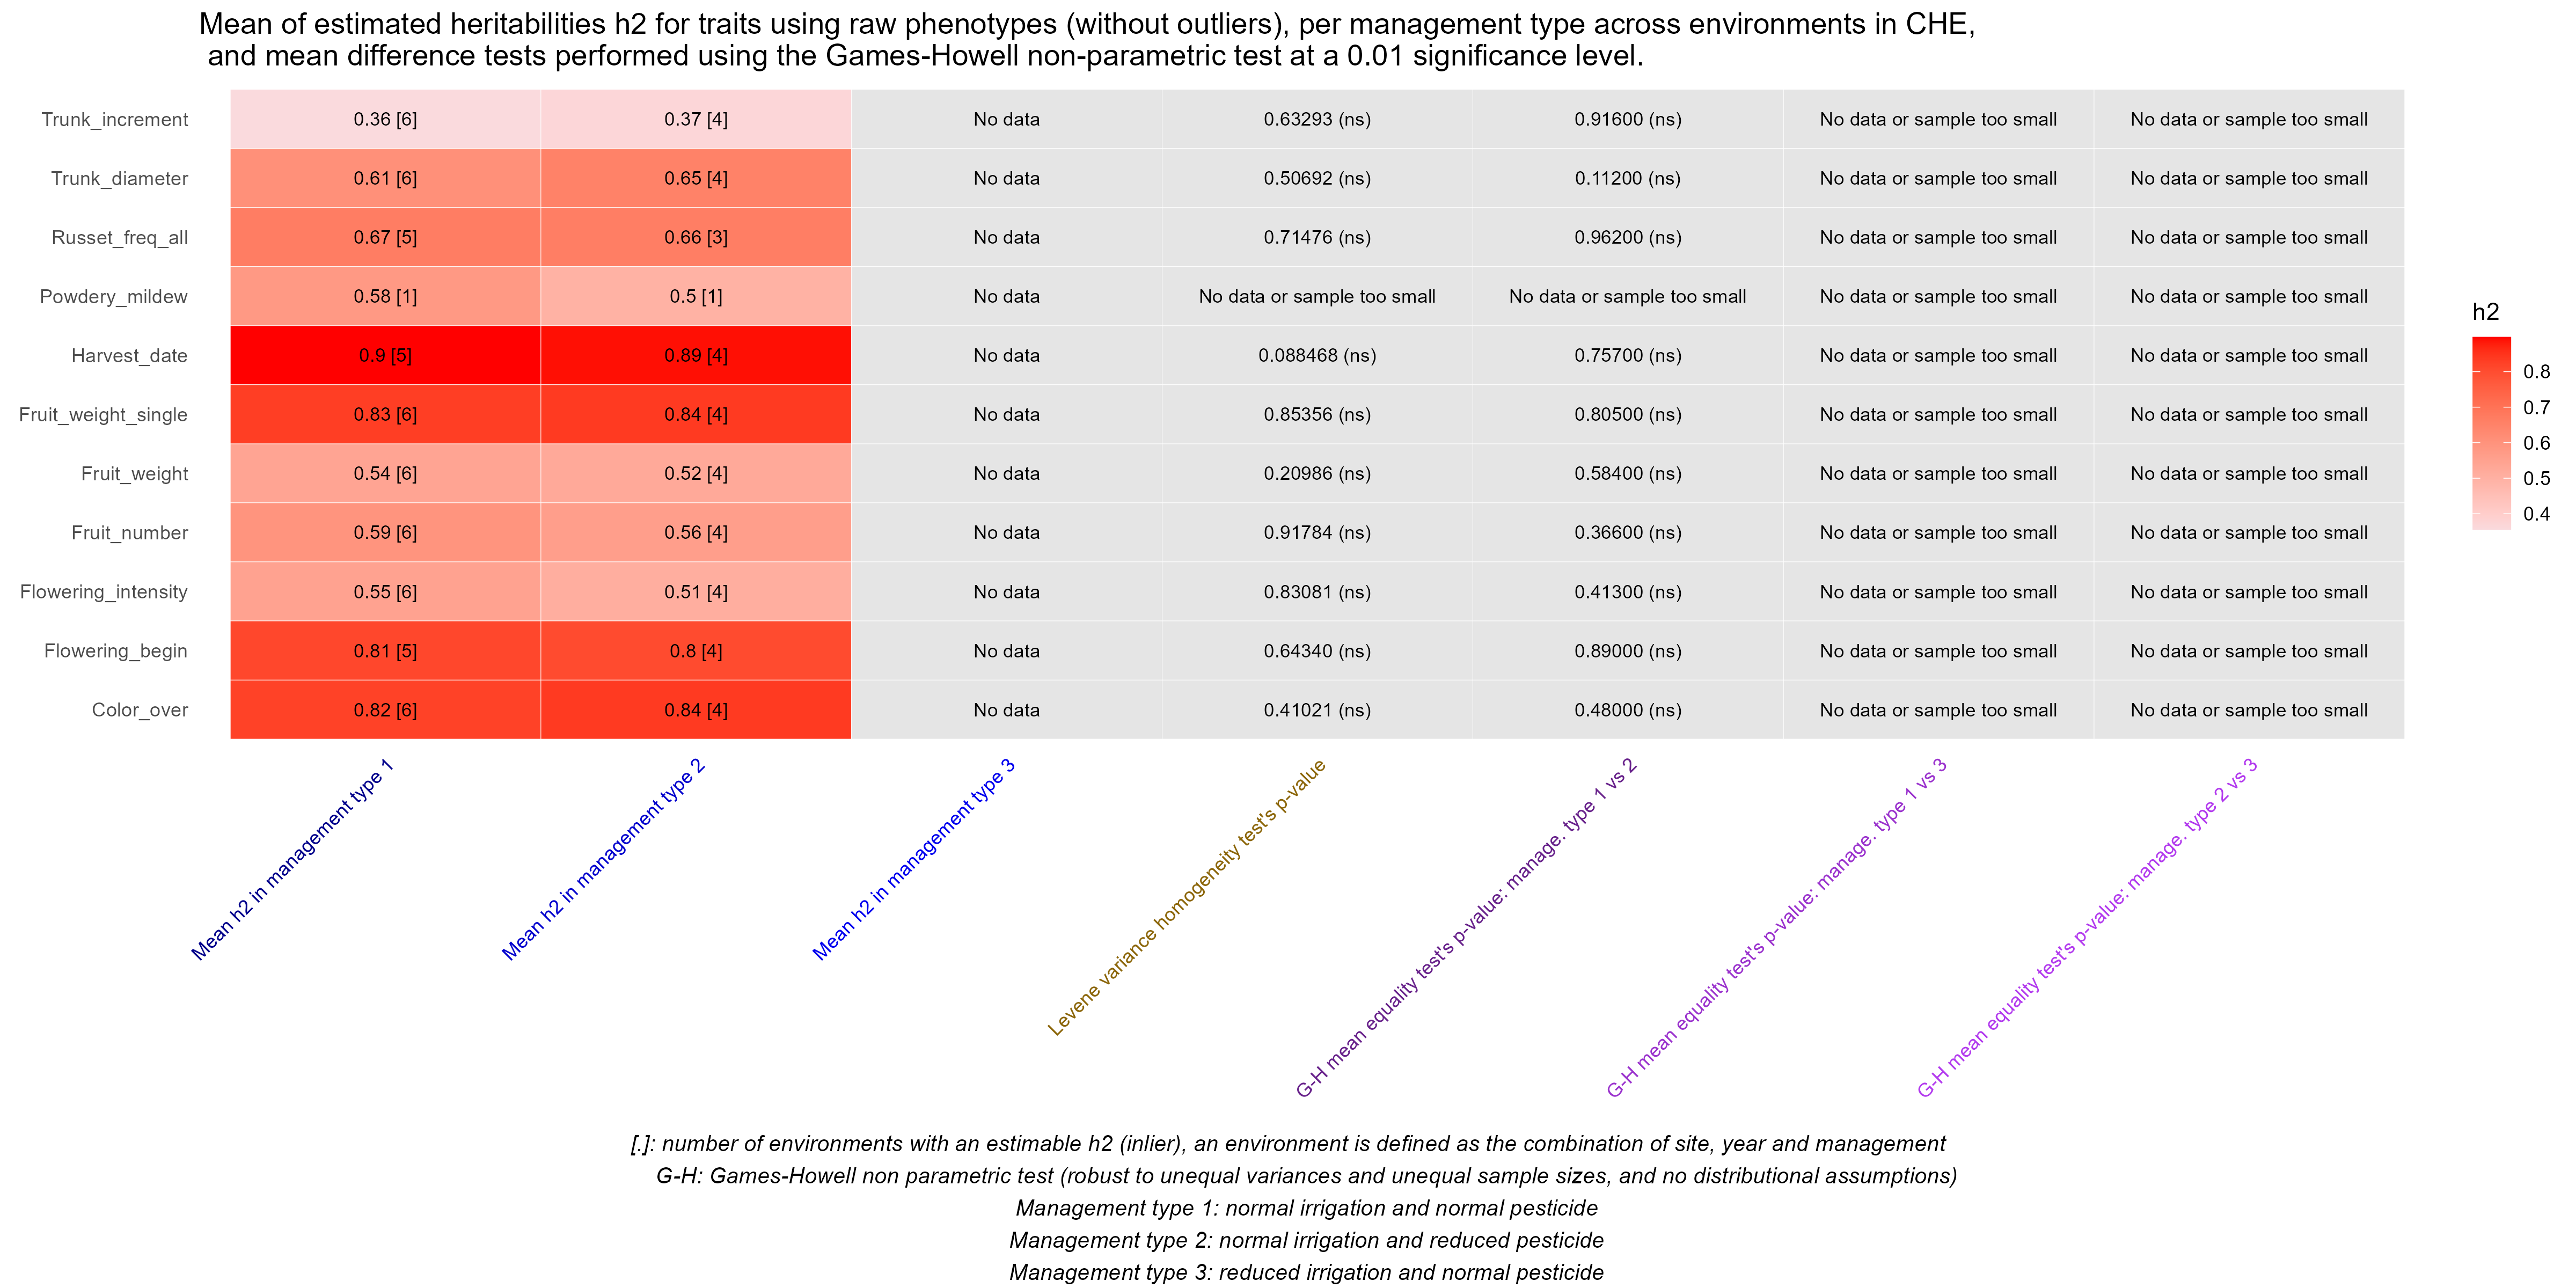 Mean of estimated heritabilities h2 for traits using raw phenotypes (without outliers), per management type across environments in CHE,
and mean difference tests performed using the Games-Howell non-parametric test at a 0.01 significance level.
Trunk_increment 0.36 [6] 0.37 [4] No data 0.63293 (ns) 0.91600 (ns) No data or sample too small No data or sample too small
Trunk_diameter 0.61 [6] 0.65 [4] No data 0.50692 (ns) 0.11200 (ns) No data or sample too small No data or sample too small
Russet_freq_all 0.67 [5] 0.66 [3] No data 0.71476 (ns) 0.96200 (ns) No data or sample too small No data or sample too small
Powdery_mildew 0.58 [1] 0.5 [1] No data No data or sample too small No data or sample too small No data or sample too small No data or sample too small
Harvest_date 0.9 [5] 0.89 [4] No data 0.088468 (ns) 0.75700 (ns) No data or sample too small No data or sample too small
Fruit_weight_single 0.83 [6] 0.84 [4] No data 0.85356 (ns) 0.80500 (ns) No data or sample too small No data or sample too small
Fruit_weight 0.54 [6] 0.52 [4] No data 0.20986 (ns) 0.58400 (ns) No data or sample too small No data or sample too small
Fruit_number 0.59 [6] 0.56 [4] No data 0.91784 (ns) 0.36600 (ns) No data or sample too small No data or sample too small
Flowering_intensity 0.55 [6] 0.51 [4] No data 0.83081 (ns) 0.41300 (ns) No data or sample too small No data or sample too small
Flowering_begin 0.81 [5] 0.8 [4] No data 0.64340 (ns) 0.89000 (ns) No data or sample too small No data or sample too small
Color_over 0.82 [6] 0.84 [4] No data 0.41021 (ns) 0.48000 (ns) No data or sample too small No data or sample too small
Mean h2 in management type 1
Mean h2 in management type 2
Mean h2 in management type 3
Levene variance homogeneity test's p-value
G-H mean equality test's p-value: manage. type 1 vs 2
G-H mean equality test's p-value: manage. type 1 vs 3
G-H mean equality test's p-value: manage. type 2 vs 3
h2
0.8
0.7
0.6
0.5
0.4
[.]: number of environments with an estimable h2 (inlier), an environment is defined as the combination of site, year and management
G-H: Games-Howell non parametric test (robust to unequal variances and unequal sample sizes, and no distributional assumptions)
Management type 1: normal irrigation and normal pesticide
Management type 2: normal irrigation and reduced pesticide
Management type 3: reduced irrigation and normal pesticide